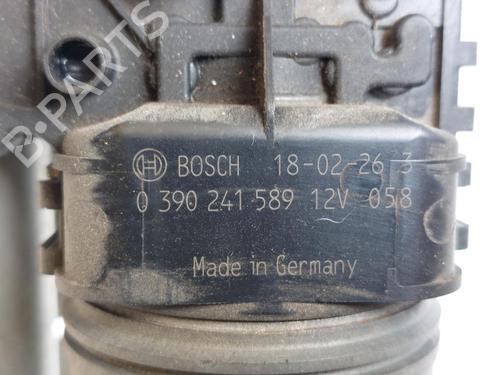 B-PARTS
BOSCH 18-02-26 3
0 390 241 589 12V 058
Made in Germany